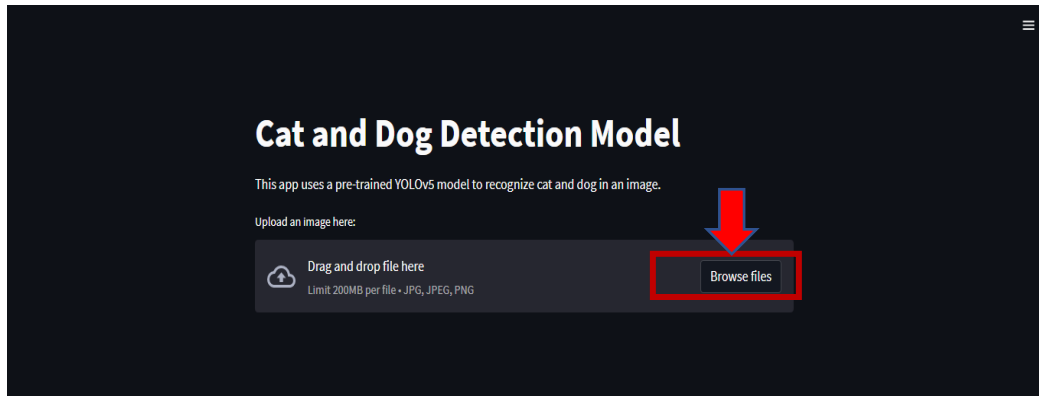 Cat and Dog Detection Model
This app uses a pre-trained YOLOv5 model to recognize cat and dog in an image.
Upload an image here:
Drag and drop file here
Limit 200MB per file • JPG, JPEG, PNG
Browse files